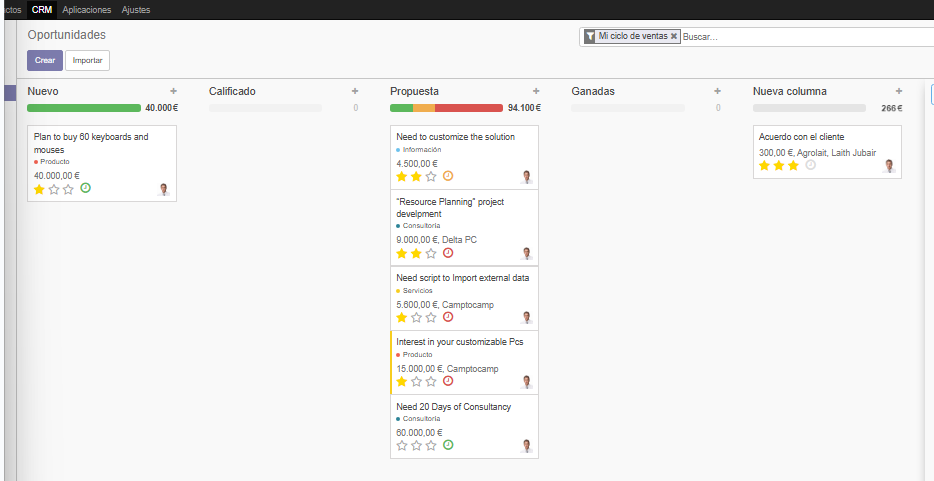 ctos CRM Aplicaciones Ajustes
Oportunidades
Mi ciclo de ventas ✖ Buscar...
Crear Importar
Nuevo +
40.000 €
Plan to buy 60 keyboards and
mouses
Producto
40.000,00 €
Calificado +
0
Propuesta +
94.100 €
Need to customize the solution
Información
4.500,00 €
"Resource Planning" project
develpment
Consultoría
9.000,00 €, Delta PC
Need script to Import external data
Servicios
5.600,00 €, Camptocamp
Interest in your customizable Pcs
Producto
15.000,00 €, Camptocamp
Need 20 Days of Consultancy
Consultoría
60.000,00 €
Ganadas +
0
Nueva columna +
266 €
Acuerdo con el cliente
300,00 €, Agrolait, Laith Jubair